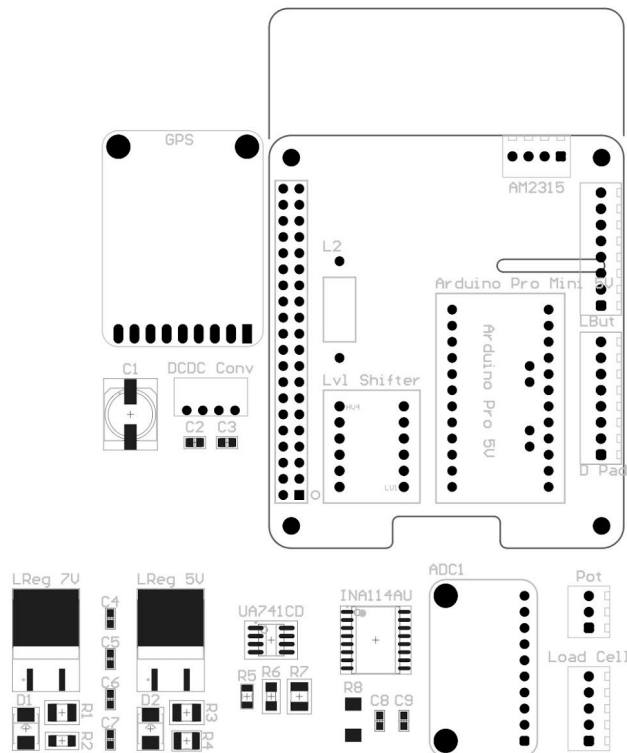 GPS
AM2315
L2
Arduino Pro Mini 5V
LBut
Arduino Pro 5V
C1
DCDC Conv
Lvl Shifter
HV4
C2
C3
D Pad
LV1
LReg 7V
LReg 5V
INA114AU
ADC1
Pot
C4
UA741CD
C5
Load Cell
R5
R6
R7
C6
R8
D1
R1
D2
R3
C8
C9
C7
R2
R4